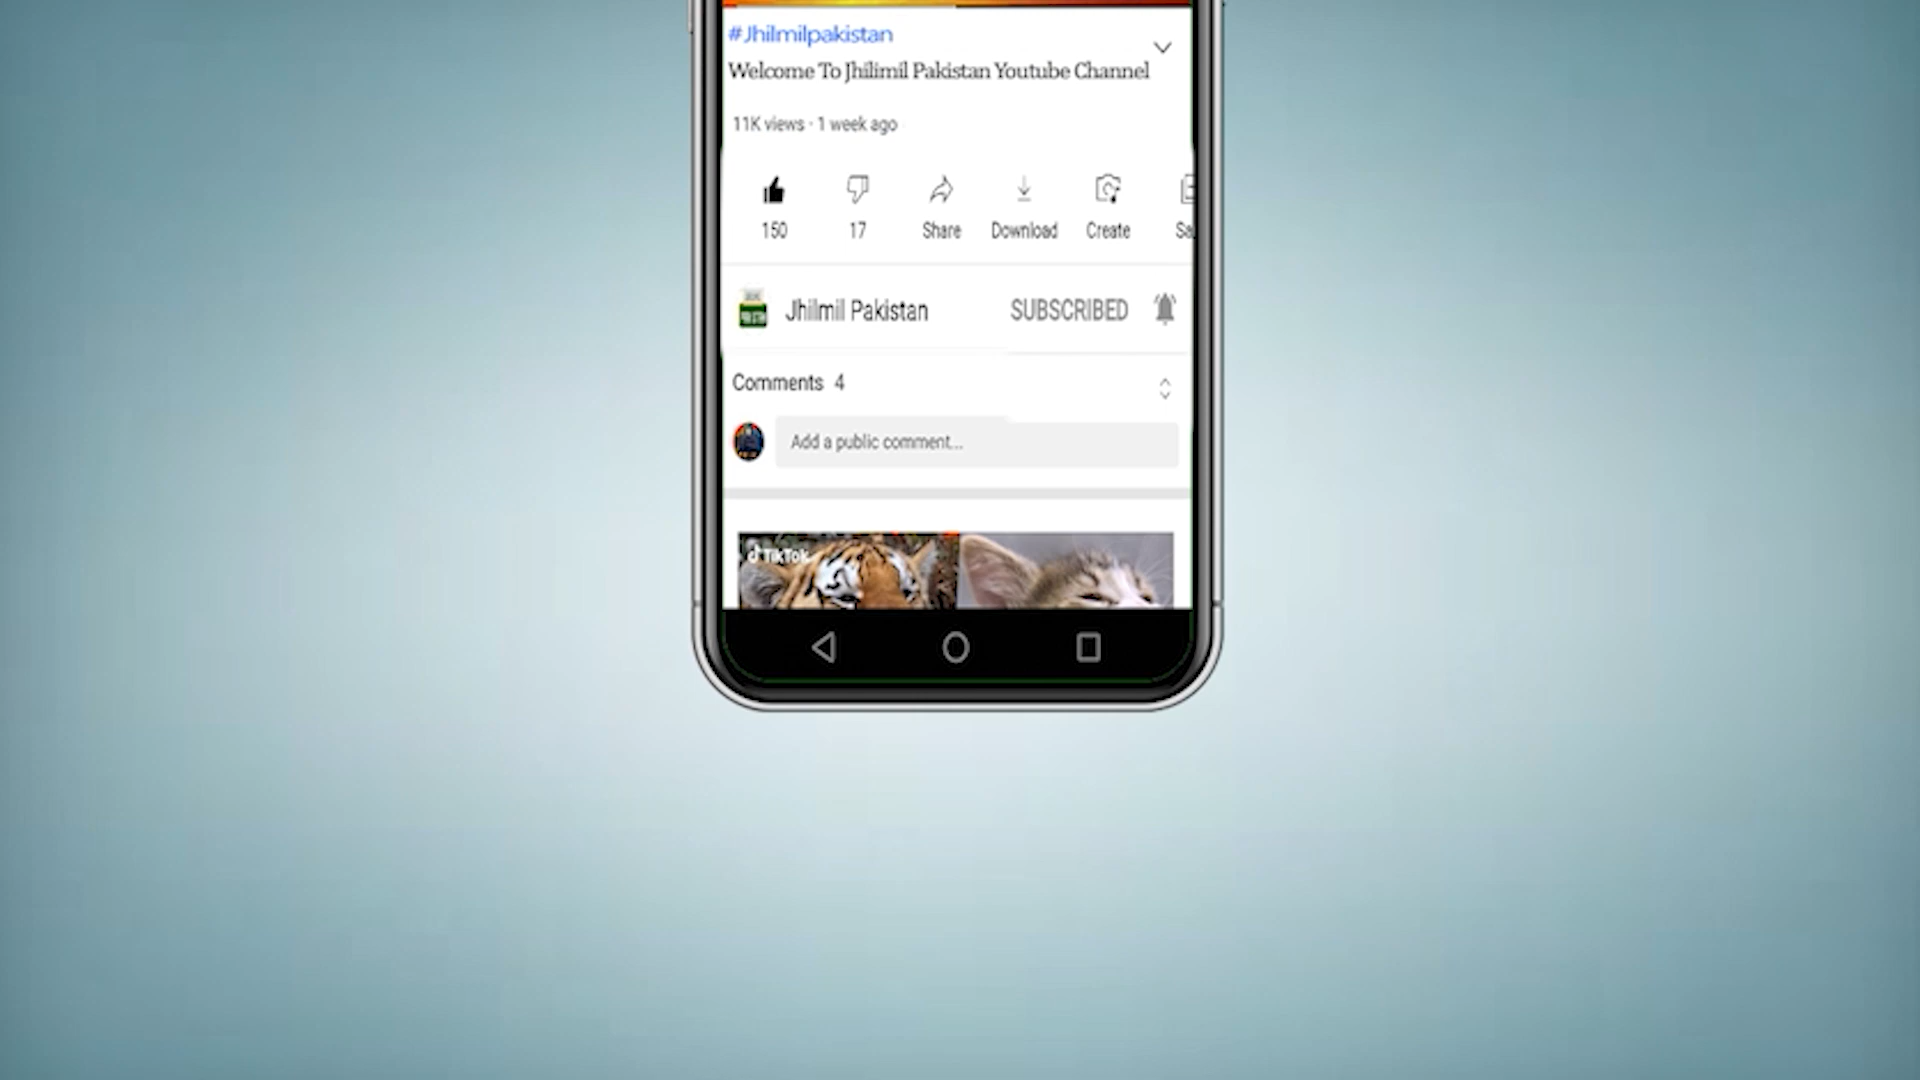 #Jhilmilpakistan
Welcome To Jhilimil Pakistan Youtube Channel
11K views · 1 week ago
150 17 Share Download Create
Jhilmil Pakistan SUBSCRIBED
Comments 4
Add a public comment...
TikTok